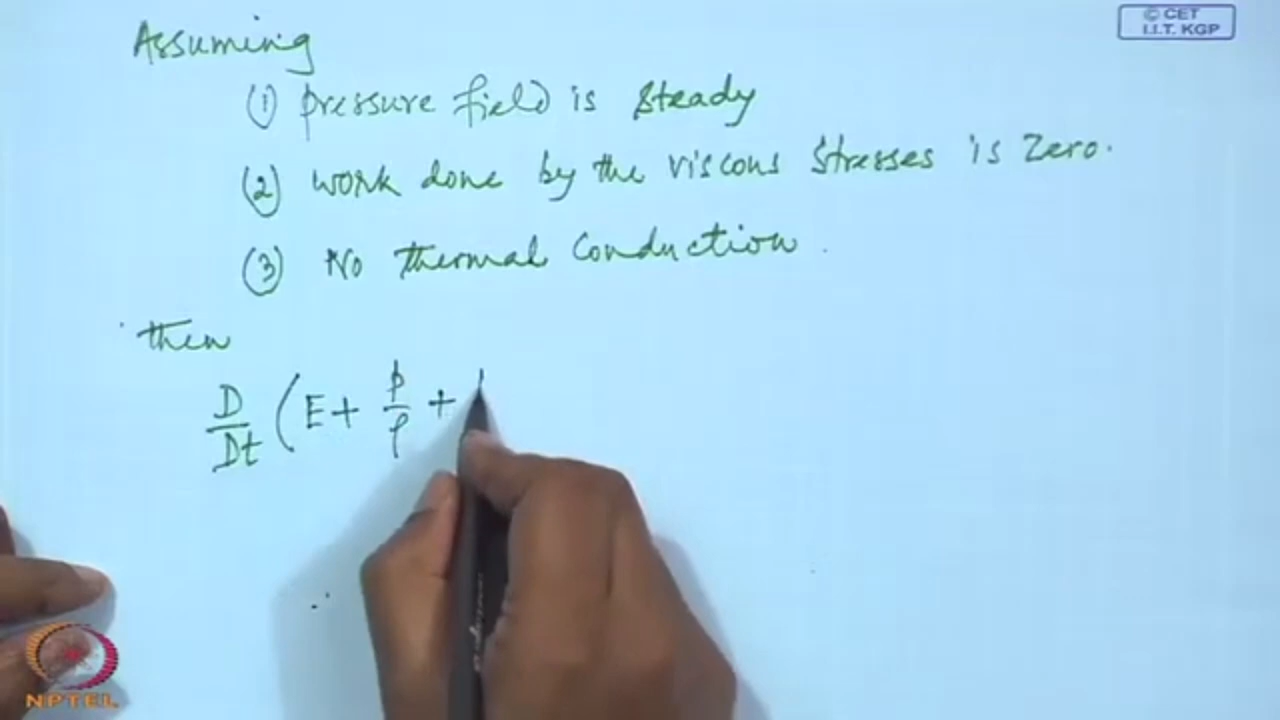 © CET
I.I.T. KGP
Assuming
(1) pressure field is steady
(2) work done by the viscous stresses is zero.
(3) No thermal conduction.
then
D/Dt (E + p/ρ +
NPTEL